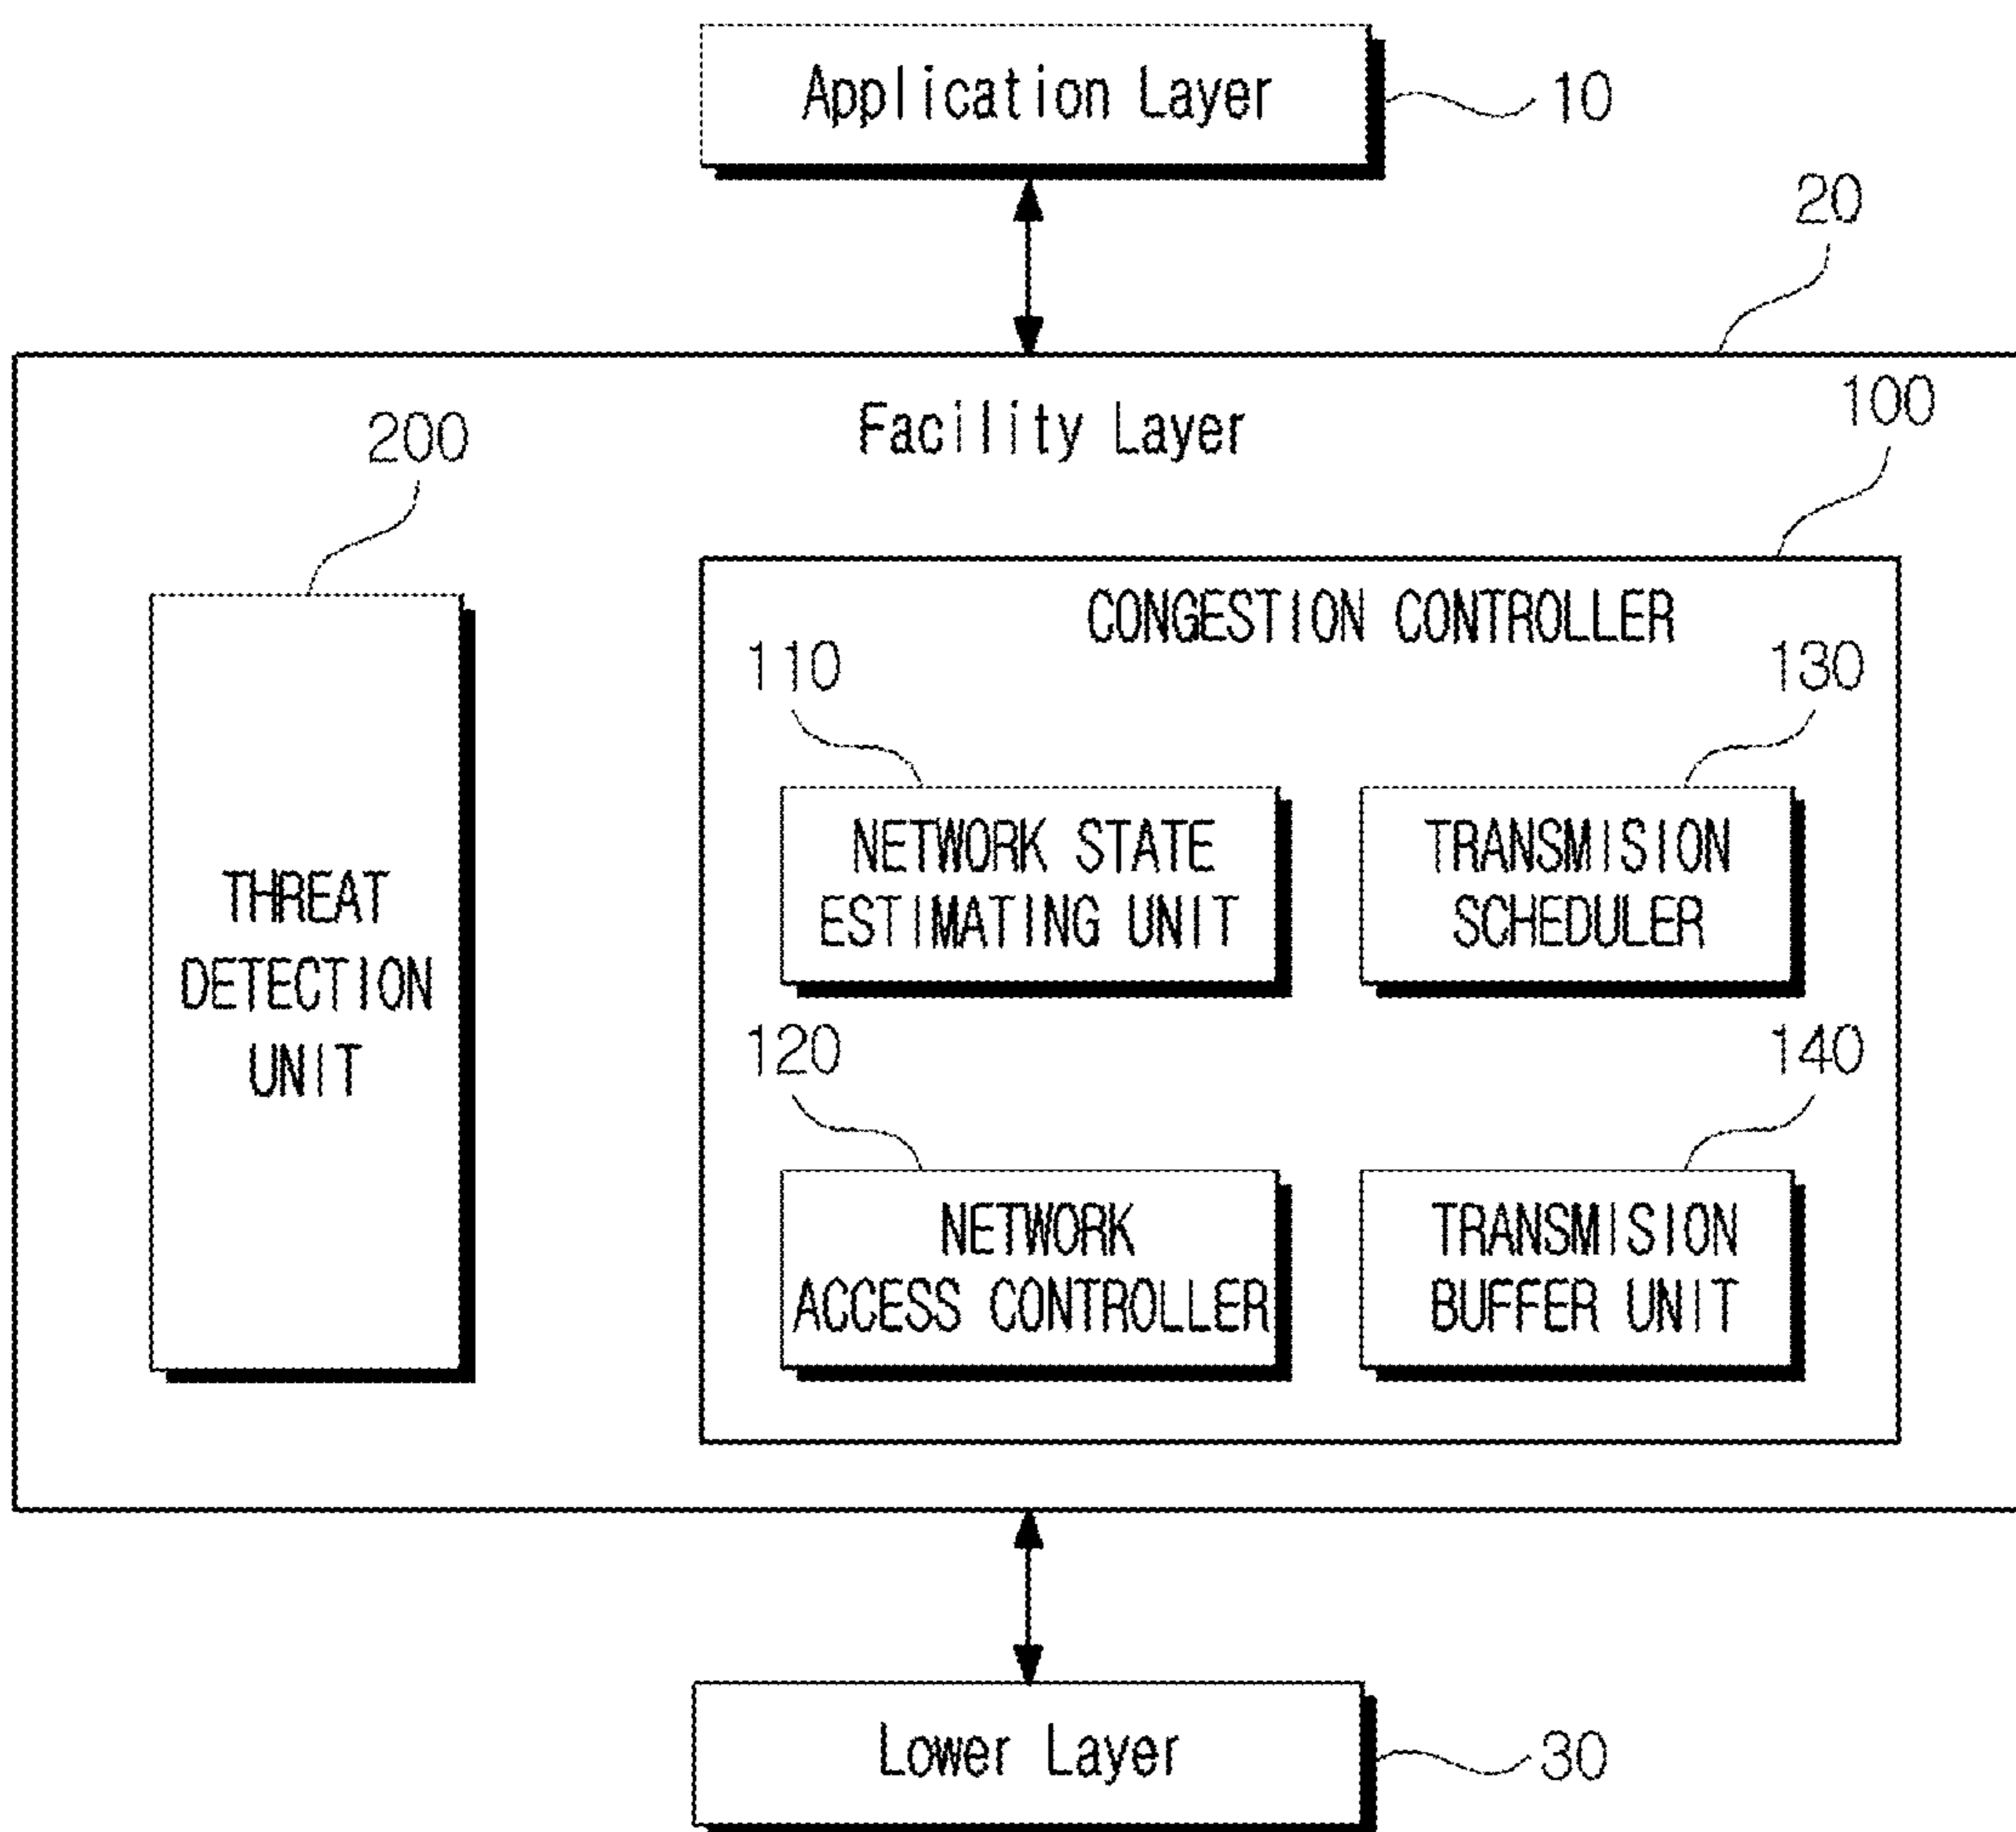 Application Layer
10
20
Facility Layer
100
200
CONGESTION CONTROLLER
110
130
NETWORK STATE
ESTIMATING UNIT
TRANSMISION
SCHEDULER
THREAT
DETECTION
UNIT
120
140
NETWORK
ACCESS CONTROLLER
TRANSMISION
BUFFER UNIT
Lower Layer
30